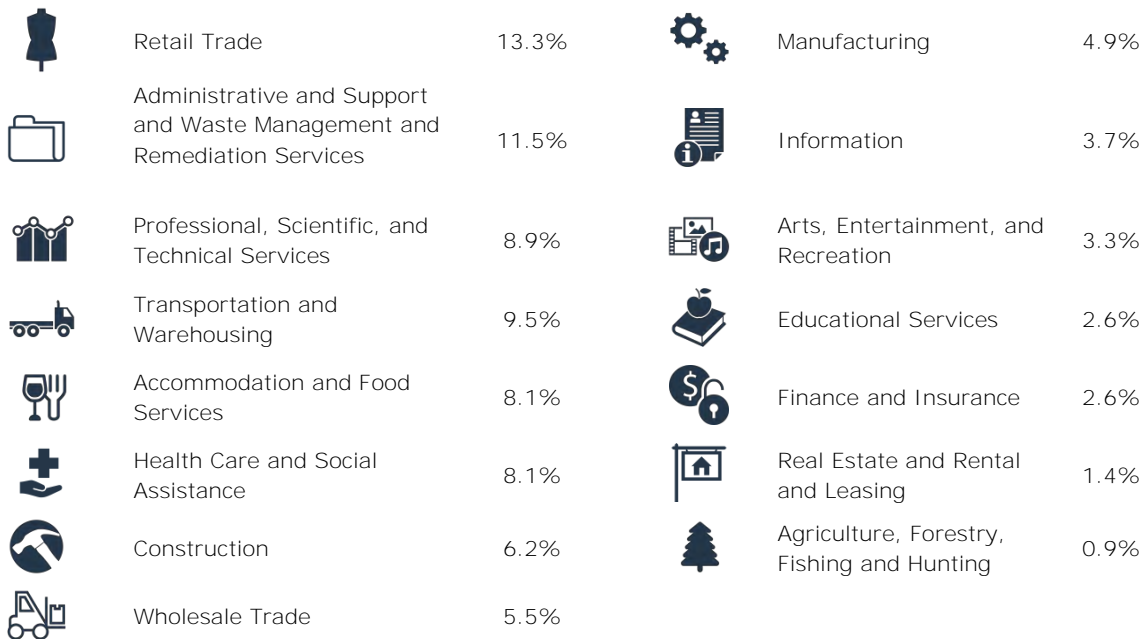 Retail Trade 13.3%
Administrative and Support
and Waste Management and
Remediation Services 11.5%
Professional, Scientific, and
Technical Services 8.9%
Transportation and
Warehousing 9.5%
Accommodation and Food
Services 8.1%
Health Care and Social
Assistance 8.1%
Construction 6.2%
Wholesale Trade 5.5%
Manufacturing 4.9%
Information 3.7%
Arts, Entertainment, and
Recreation 3.3%
Educational Services 2.6%
Finance and Insurance 2.6%
Real Estate and Rental
and Leasing 1.4%
Agriculture, Forestry,
Fishing and Hunting 0.9%